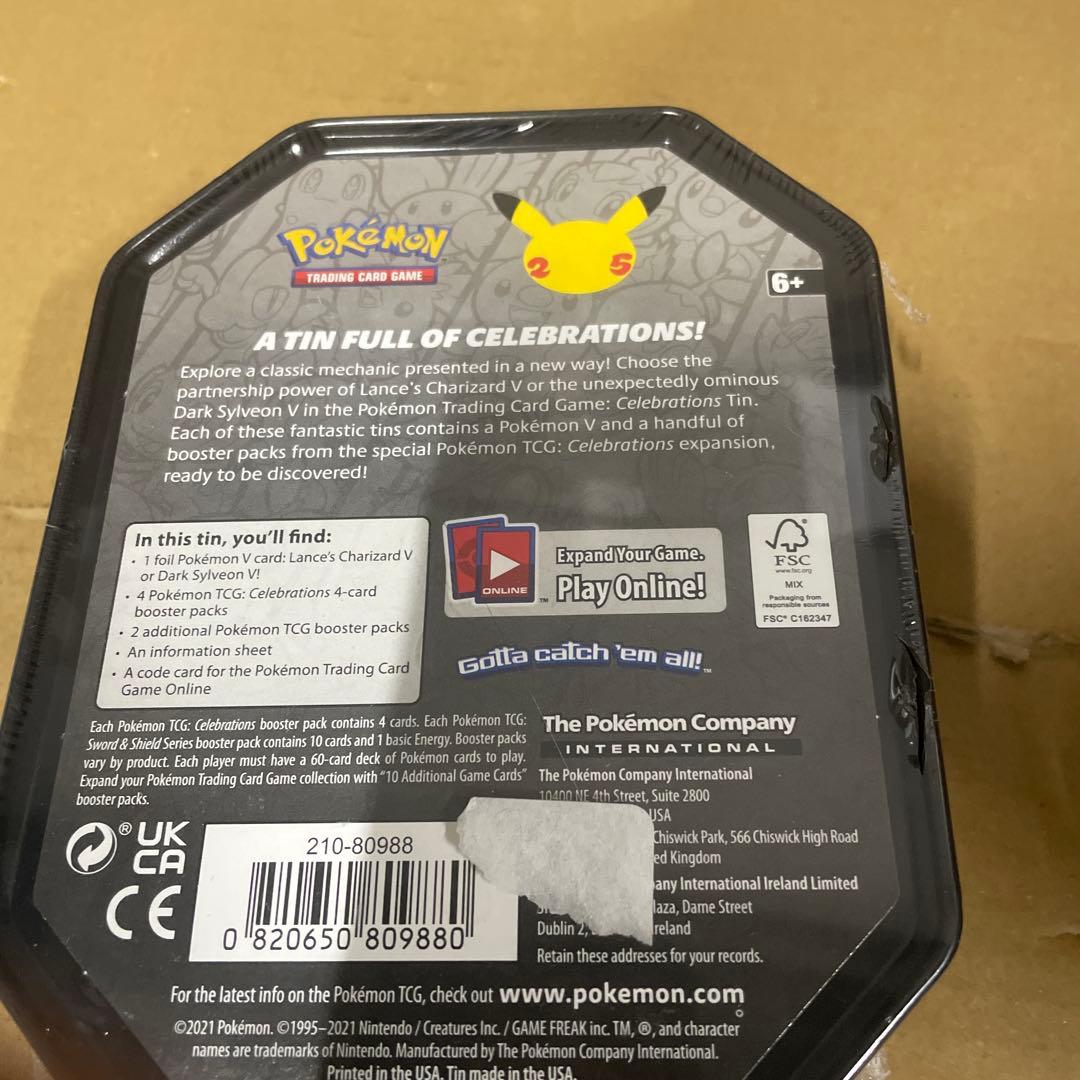 POKéMON
TRADING CARD GAME
2 5
6+
A TIN FULL OF CELEBRATIONS!
Explore a classic mechanic presented in a new way! Choose the
partnership power of Lance's Charizard V or the unexpectedly ominous
Dark Sylveon V in the Pokémon Trading Card Game: Celebrations Tin.
Each of these fantastic tins contains a Pokémon V and a handful of
booster packs from the special Pokémon TCG: Celebrations expansion,
ready to be discovered!
In this tin, you'll find:
• 1 foil Pokémon V card: Lance's Charizard V
or Dark Sylveon V!
• 4 Pokémon TCG: Celebrations 4-card
booster packs
• 2 additional Pokémon TCG booster packs
• An information sheet
• A code card for the Pokémon Trading Card
Game Online
ONLINE ™
Expand Your Game.
Play Online!
FSC
www.fsc.org
MIX
Packaging from
responsible sources
FSC® C162347
Gotta catch 'em all!™
Each Pokémon TCG: Celebrations booster pack contains 4 cards. Each Pokémon TCG:
Sword & Shield Series booster pack contains 10 cards and 1 basic Energy. Booster packs
vary by product. Each player must have a 60-card deck of Pokémon cards to play.
Expand your Pokémon Trading Card Game collection with "10 Additional Game Cards"
booster packs.
The Pokémon Company
INTERNATIONAL
The Pokémon Company International
10400 NE 4th Street, Suite 2800
USA
Chiswick Park, 566 Chiswick High Road
ed Kingdom
any International Ireland Limited
laza, Dame Street
Dublin 2, reland
Retain these addresses for your records.
® UK
CA
CE
210-80988
0 820650 809880
For the latest info on the Pokémon TCG, check out www.pokemon.com
©2021 Pokémon. ©1995–2021 Nintendo / Creatures Inc. / GAME FREAK inc. TM, ®, and character
names are trademarks of Nintendo. Manufactured by The Pokémon Company International.
Printed in the USA. Tin made in the USA.